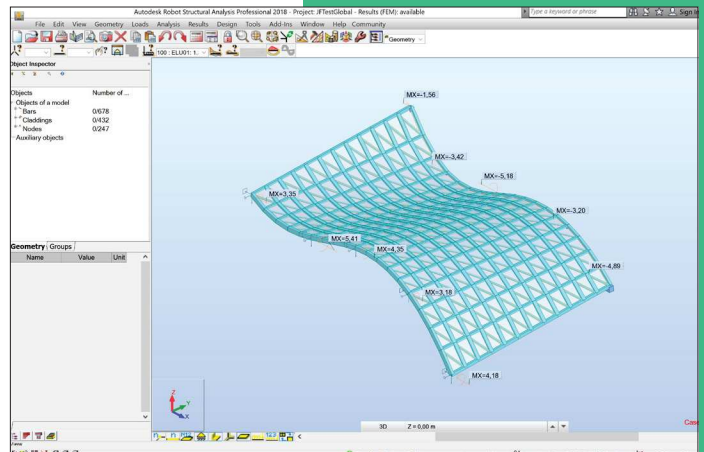 Autodesk Robot Structural Analysis Professional 2018 - Project: JFTestGlobal - Results (FEM): available
Type a keyword or phrase
Sign In
File Edit View Geometry Loads Analysis Results Design Tools Add-Ins Window Help Community
Geometry
100 : ELU01: 1.
Object Inspector
Objects Number of ...
Objects of a model
Bars 0/678
Claddings 0/432
Nodes 0/247
Auxiliary objects
MX=-1,56
MX=-3,42
MX=-5,18
MX=3,35
MX=-3,20
MX=5,41
MX=4,35
MX=-4,89
MX=3,18
MX=4,18
Geometry Groups
Name Value Unit
Z
Y
X
3D Z = 0,00 m
Case
View